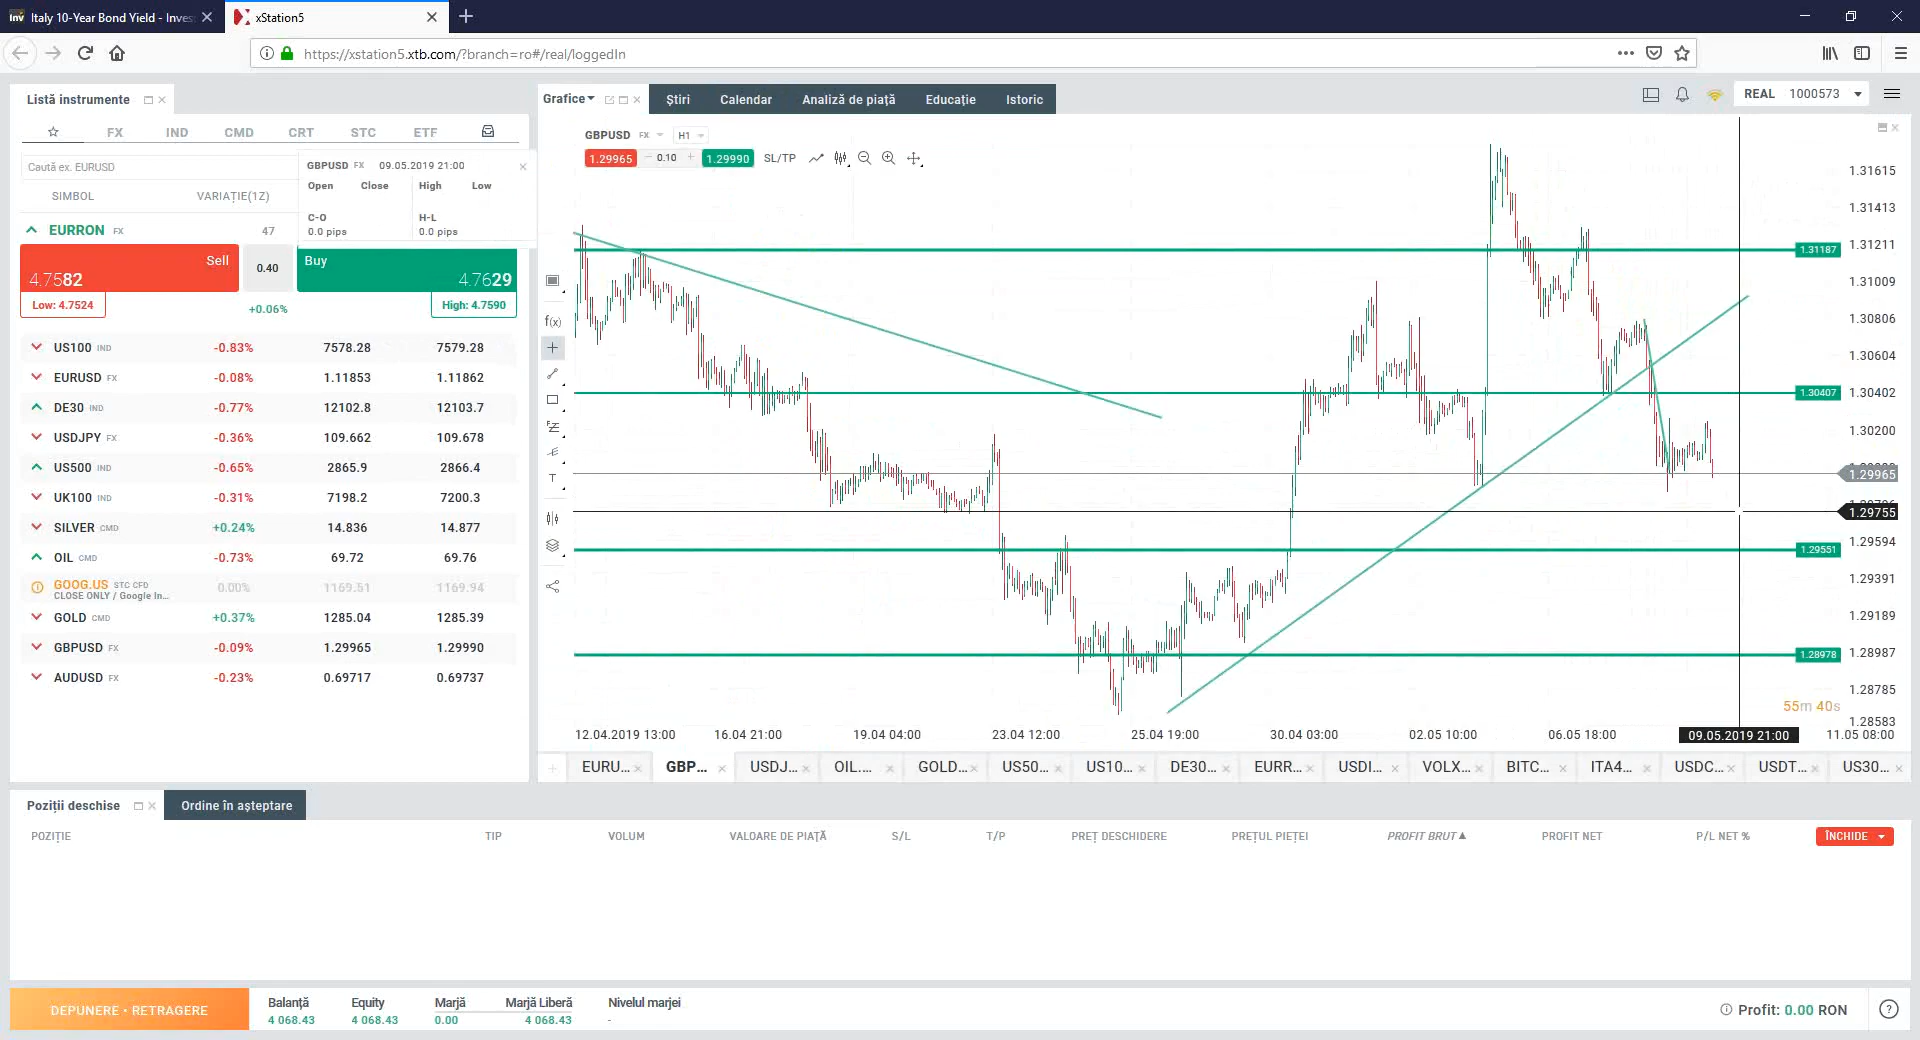 Italy 10-Year Bond Yield - Inves
xStation5
https://xstation5.xtb.com/?branch=ro#/real/loggedIn
Listă instrumente
Grafice
Știri
Calendar
Analiză de piață
Educație
Istoric
REAL 1000573
FX IND CMD CRT STC ETF
Caută ex. EURUSD
SIMBOL VARIAȚIE(1Z)
GBPUSD FX 09.05.2019 21:00
Open Close High Low
C-O H-L
0.0 pips 0.0 pips
EURRON FX 47
Sell
4.7582
0.40
Buy
4.7629
Low: 4.7524
+0.06%
High: 4.7590
US100 IND -0.83% 7578.28 7579.28
EURUSD FX -0.08% 1.11853 1.11862
DE30 IND -0.77% 12102.8 12103.7
USDJPY FX -0.36% 109.662 109.678
US500 IND -0.65% 2865.9 2866.4
UK100 IND -0.31% 7198.2 7200.3
SILVER CMD +0.24% 14.836 14.877
OIL CMD -0.73% 69.72 69.76
GOOG.US STC CFD 0.00% 1169.51 1169.94
CLOSE ONLY / Google In...
GOLD CMD +0.37% 1285.04 1285.39
GBPUSD FX -0.09% 1.29965 1.29990
AUDUSD FX -0.23% 0.69717 0.69737
GBPUSD FX H1
1.29965 0.10 1.29990 SL/TP
f(x)
T
1.31615
1.31413
1.31211
1.31187
1.31009
1.30806
1.30604
1.30402
1.30407
1.30200
1.29965
1.29755
1.29594
1.29551
1.29391
1.29189
1.28987
1.28978
1.28785
55m 40s
1.28583
12.04.2019 13:00 16.04 21:00 19.04 04:00 23.04 12:00 25.04 19:00 30.04 03:00 02.05 10:00 06.05 18:00 09.05.2019 21:00 11.05 08:00
EURU... GBP... USDJ... OIL.... GOLD... US50... US10... DE30... EURR... USDI... VOLX... BITC... ITA4... USDC... USDT... US30...
Poziții deschise
Ordine în așteptare
POZIȚIE TIP VOLUM VALOARE DE PIAȚĂ S/L T/P PREȚ DESCHIDERE PREȚUL PIEȚEI PROFIT BRUT PROFIT NET P/L NET % ÎNCHIDE
DEPUNERE • RETRAGERE
Balanță Equity Marjă Marjă Liberă Nivelul marjei
4 068.43 4 068.43 0.00 4 068.43 -
Profit: 0.00 RON